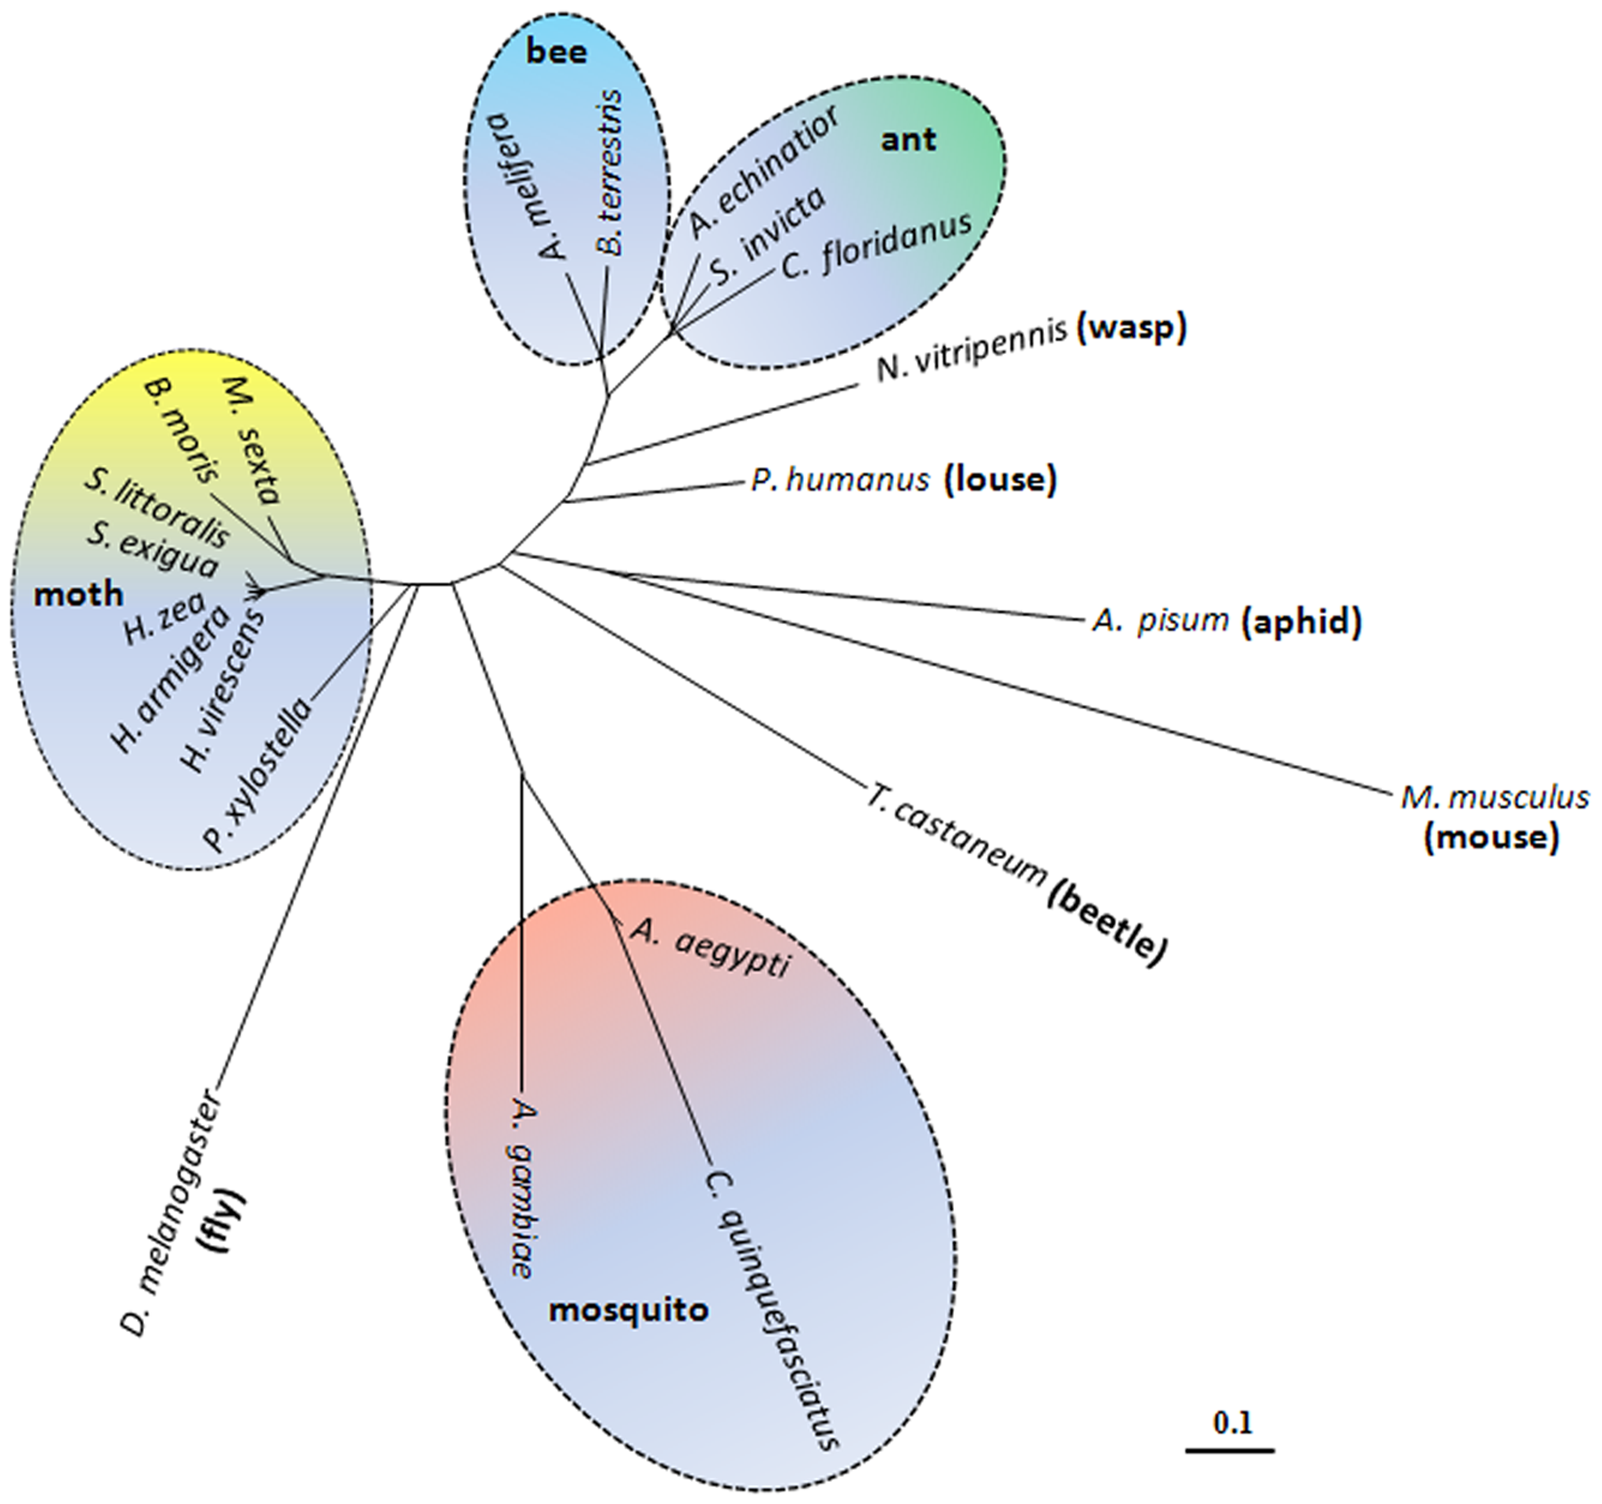 bee
A. melifera
B. terrestris
ant
A. echinatior
S. invicta
C. floridanus
N. vitripennis (wasp)
P. humanus (louse)
A. pisum (aphid)
M. musculus
(mouse)
T. castaneum (beetle)
M. sexta
B. moris
S. littoralis
S. exigua
moth
H. zea
H. armigera
H. virescens
P. xylostella
D. melanogaster
(fly)
A. aegypti
A. gambiae
C. quinquefasciatus
mosquito
0.1